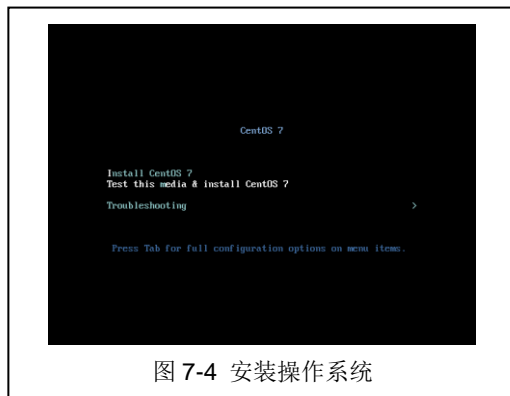 CentOS 7
Install CentOS 7
Test this media & install CentOS 7
Troubleshooting >
Press Tab for full configuration options on menu items.
图 7-4 安装操作系统